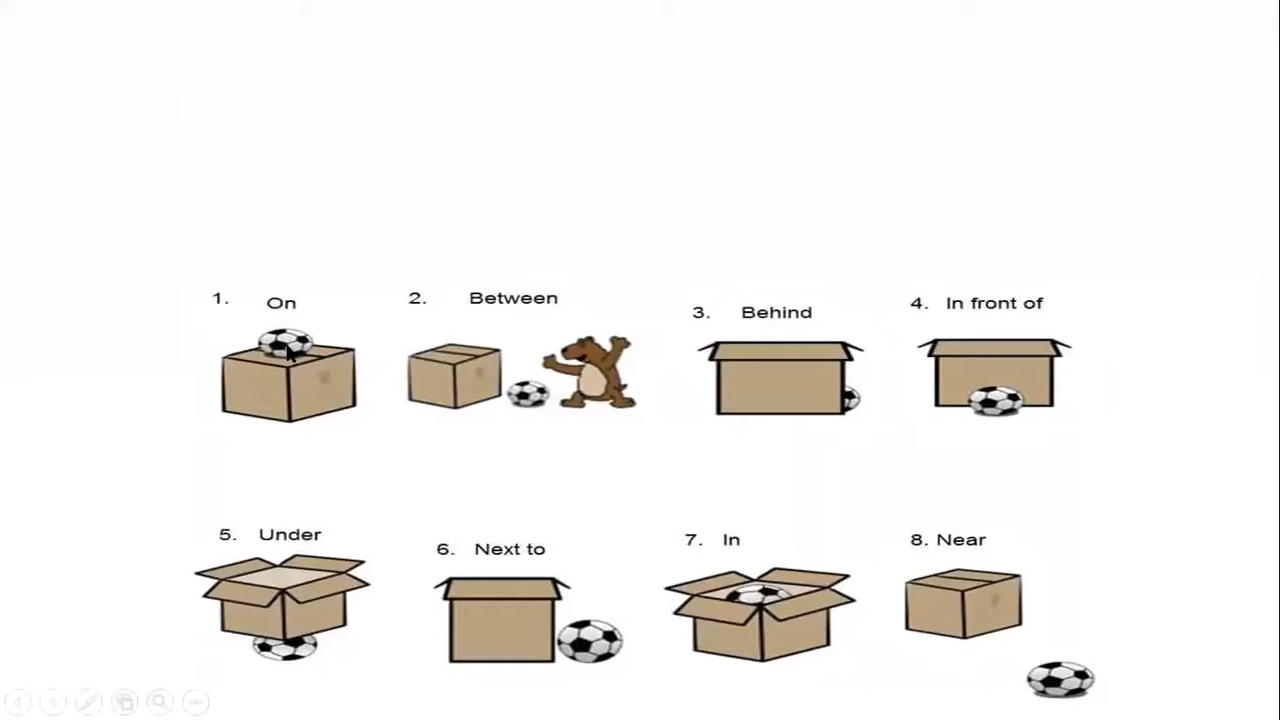 1. On
2. Between
3. Behind
4. In front of
5. Under
6. Next to
7. In
8. Near